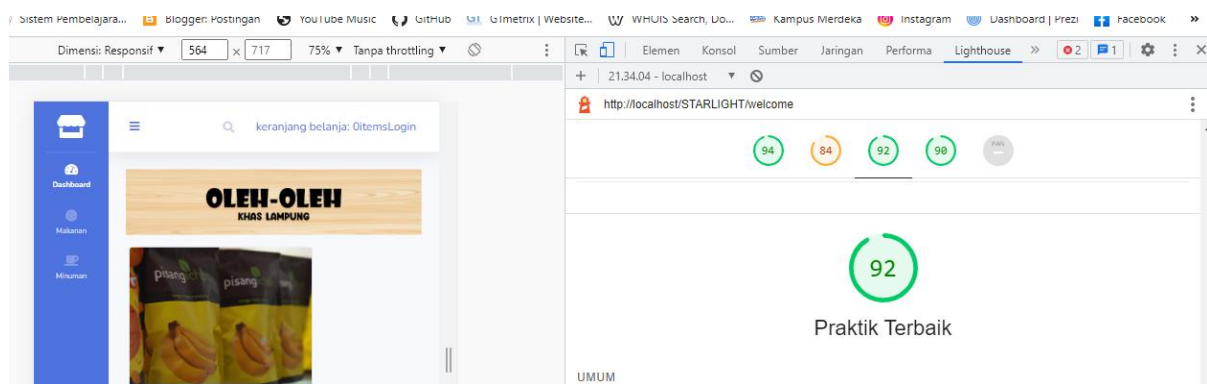 Sistem Pembelajara... Blogger: Postingan YouTube Music GitHub GTmetrix | Website... WHOIS Search, Do... Kampus Merdeka Instagram Dashboard | Prezi Facebook »
Dimensi: Responsif ▼ 564 × 717 75% ▼ Tanpa throttling ▼
Elemen Konsol Sumber Jaringan Performa Lighthouse » 2 1
+ 21.34.04 - localhost ▼
http://localhost/STARLIGHT/welcome
94 84 92 90
keranjang belanja: 0itemsLogin
Dashboard
Makanan
Minuman
OLEH-OLEH
KHAS LAMPUNG
pisang
pisang
92
Praktik Terbaik
UMUM